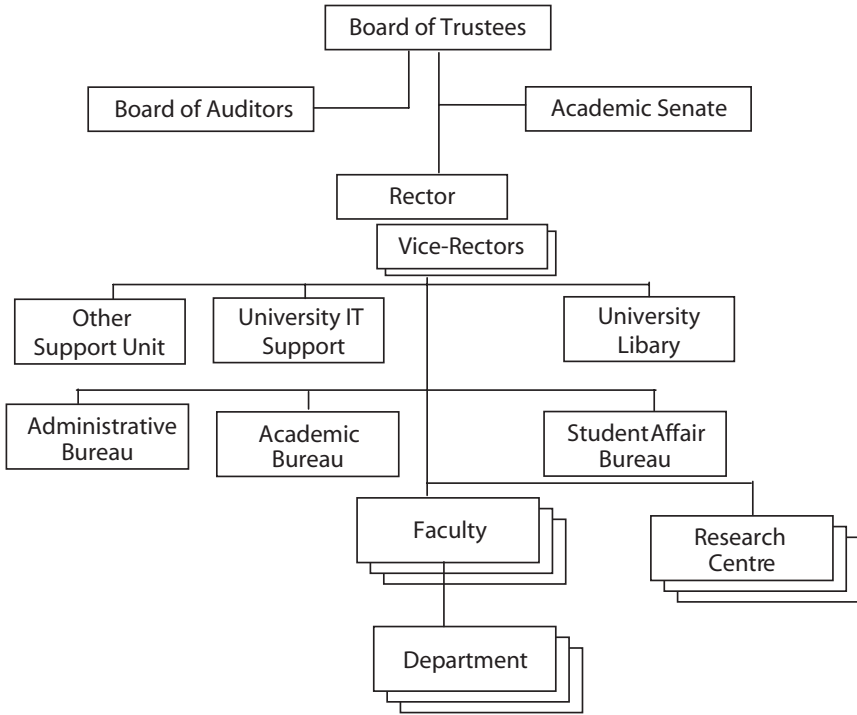 Board of Trustees
Board of Auditors
Academic Senate
Rector
Vice-Rectors
Other
Support Unit
University IT
Support
University
Libary
Administrative
Bureau
Academic
Bureau
Student Affair
Bureau
Faculty
Research
Centre
Department